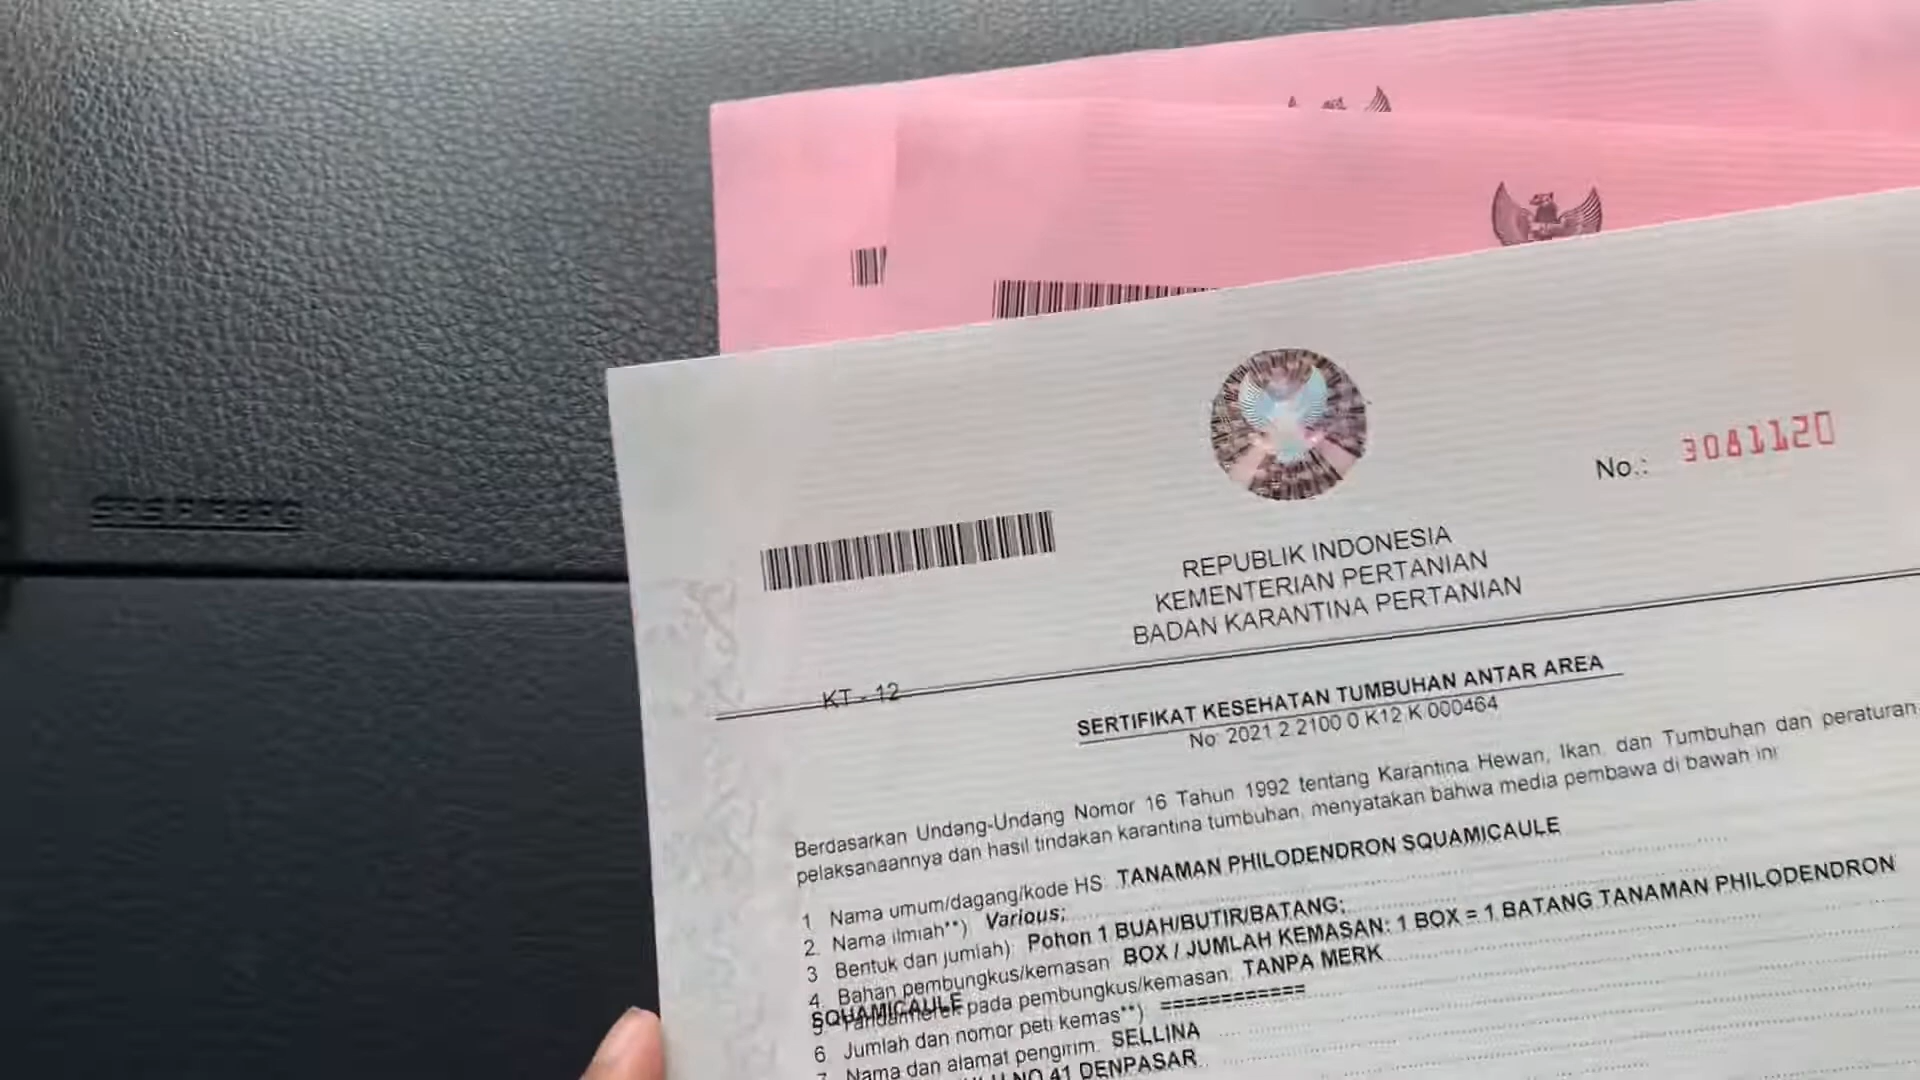 No.: 3081120
REPUBLIK INDONESIA
KEMENTERIAN PERTANIAN
BADAN KARANTINA PERTANIAN
KT - 12
SERTIFIKAT KESEHATAN TUMBUHAN ANTAR AREA
No: 2021 2 2100 0 K12 K 000464
Berdasarkan Undang-Undang Nomor 16 Tahun 1992 tentang Karantina Hewan, Ikan, dan Tumbuhan dan peraturan
pelaksanaannya dan hasil tindakan karantina tumbuhan, menyatakan bahwa media pembawa di bawah ini
1. Nama umum/dagang/kode HS: TANAMAN PHILODENDRON SQUAMICAULE
2. Nama ilmiah**) Various;
3 Bentuk dan jumlah): Pohon 1 BUAH/BUTIR/BATANG;
4. Bahan pembungkus/kemasan BOX / JUMLAH KEMASAN: 1 BOX = 1 BATANG TANAMAN PHILODENDRON
SQUAMICAULE
5. Tanda/merek pada pembungkus/kemasan: TANPA MERK
6 Jumlah dan nomor peti kemas**) ============
7 Nama dan alamat pengirim: SELLINA
NO 41 DENPASAR